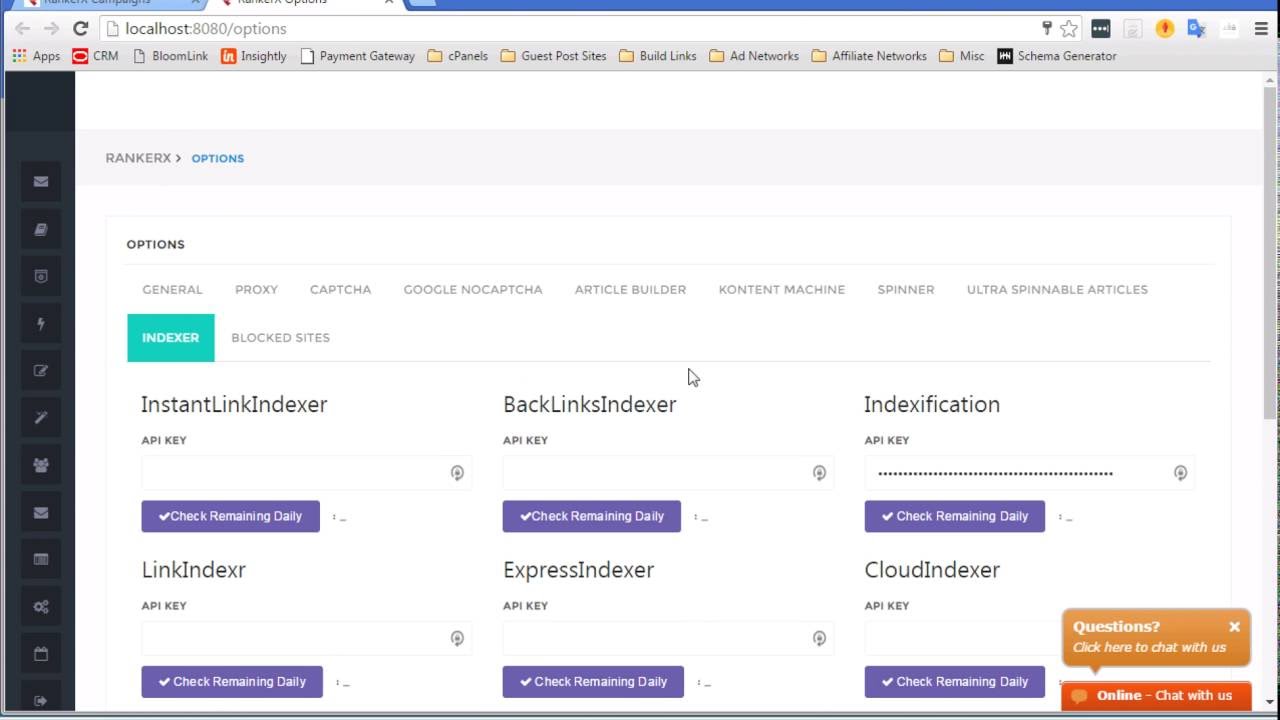 RankerX Campaigns
RankerX Options
localhost:8080/options
Apps CRM BloomLink Insightly Payment Gateway cPanels Guest Post Sites Build Links Ad Networks Affiliate Networks Misc Schema Generator
RANKERX > OPTIONS
OPTIONS
GENERAL PROXY CAPTCHA GOOGLE NOCAPTCHA ARTICLE BUILDER KONTENT MACHINE SPINNER ULTRA SPINNABLE ARTICLES
INDEXER BLOCKED SITES
InstantLinkIndexer BackLinksIndexer Indexification
API KEY API KEY API KEY
Check Remaining Daily : _ Check Remaining Daily : _ Check Remaining Daily : _
LinkIndexr ExpressIndexer CloudIndexer
API KEY API KEY API KEY
Check Remaining Daily : _ Check Remaining Daily : _ Check Remaining Daily :
Questions?
Click here to chat with us
Online - Chat with us